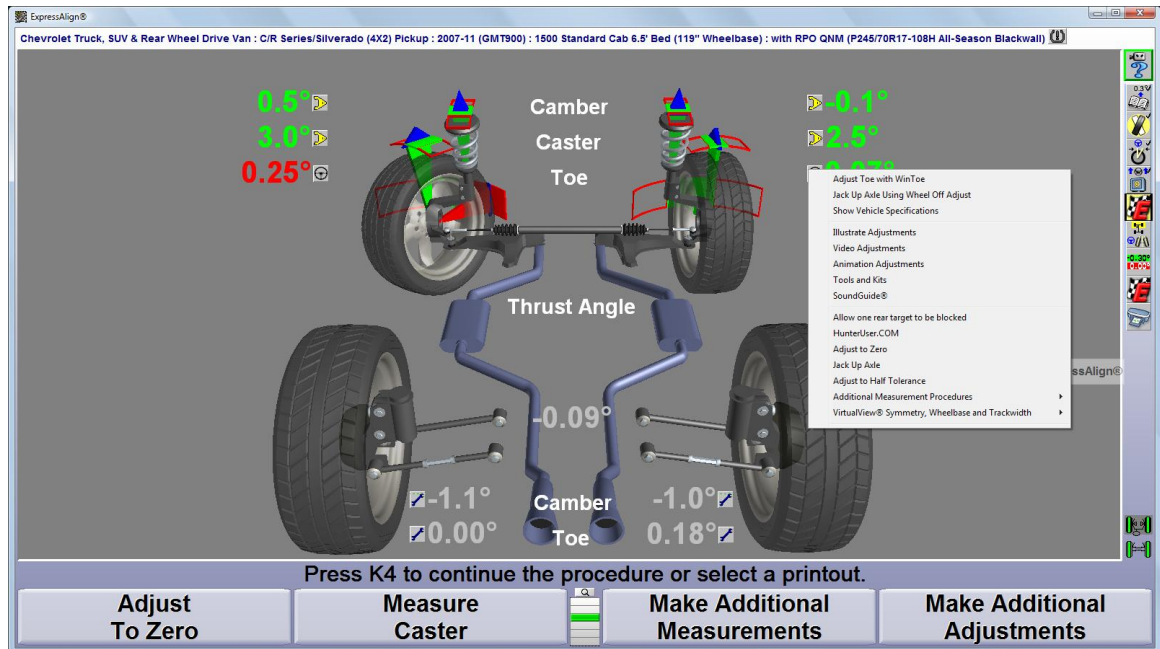 ExpressAlign®
Chevrolet Truck, SUV & Rear Wheel Drive Van : C/R Series/Silverado (4X2) Pickup : 2007-11 (GMT900) : 1500 Standard Cab 6.5' Bed (119" Wheelbase) : with RPO QNM (P245/70R17-108H All-Season Blackwall)
0.5° Camber -0.1°
3.0° Caster 2.5°
0.25° Toe
Adjust Toe with WinToe
Jack Up Axle Using Wheel Off Adjust
Show Vehicle Specifications
Illustrate Adjustments
Video Adjustments
Animation Adjustments
Tools and Kits
SoundGuide®
Allow one rear target to be blocked
HunterUser.COM
Adjust to Zero
Jack Up Axle
Adjust to Half Tolerance
Additional Measurement Procedures
VirtualView® Symmetry, Wheelbase and Trackwidth
ssAlign®
Thrust Angle
-0.09°
-1.1° Camber -1.0°
0.00° Toe 0.18°
Press K4 to continue the procedure or select a printout.
Adjust
To Zero
Measure
Caster
Make Additional
Measurements
Make Additional
Adjustments